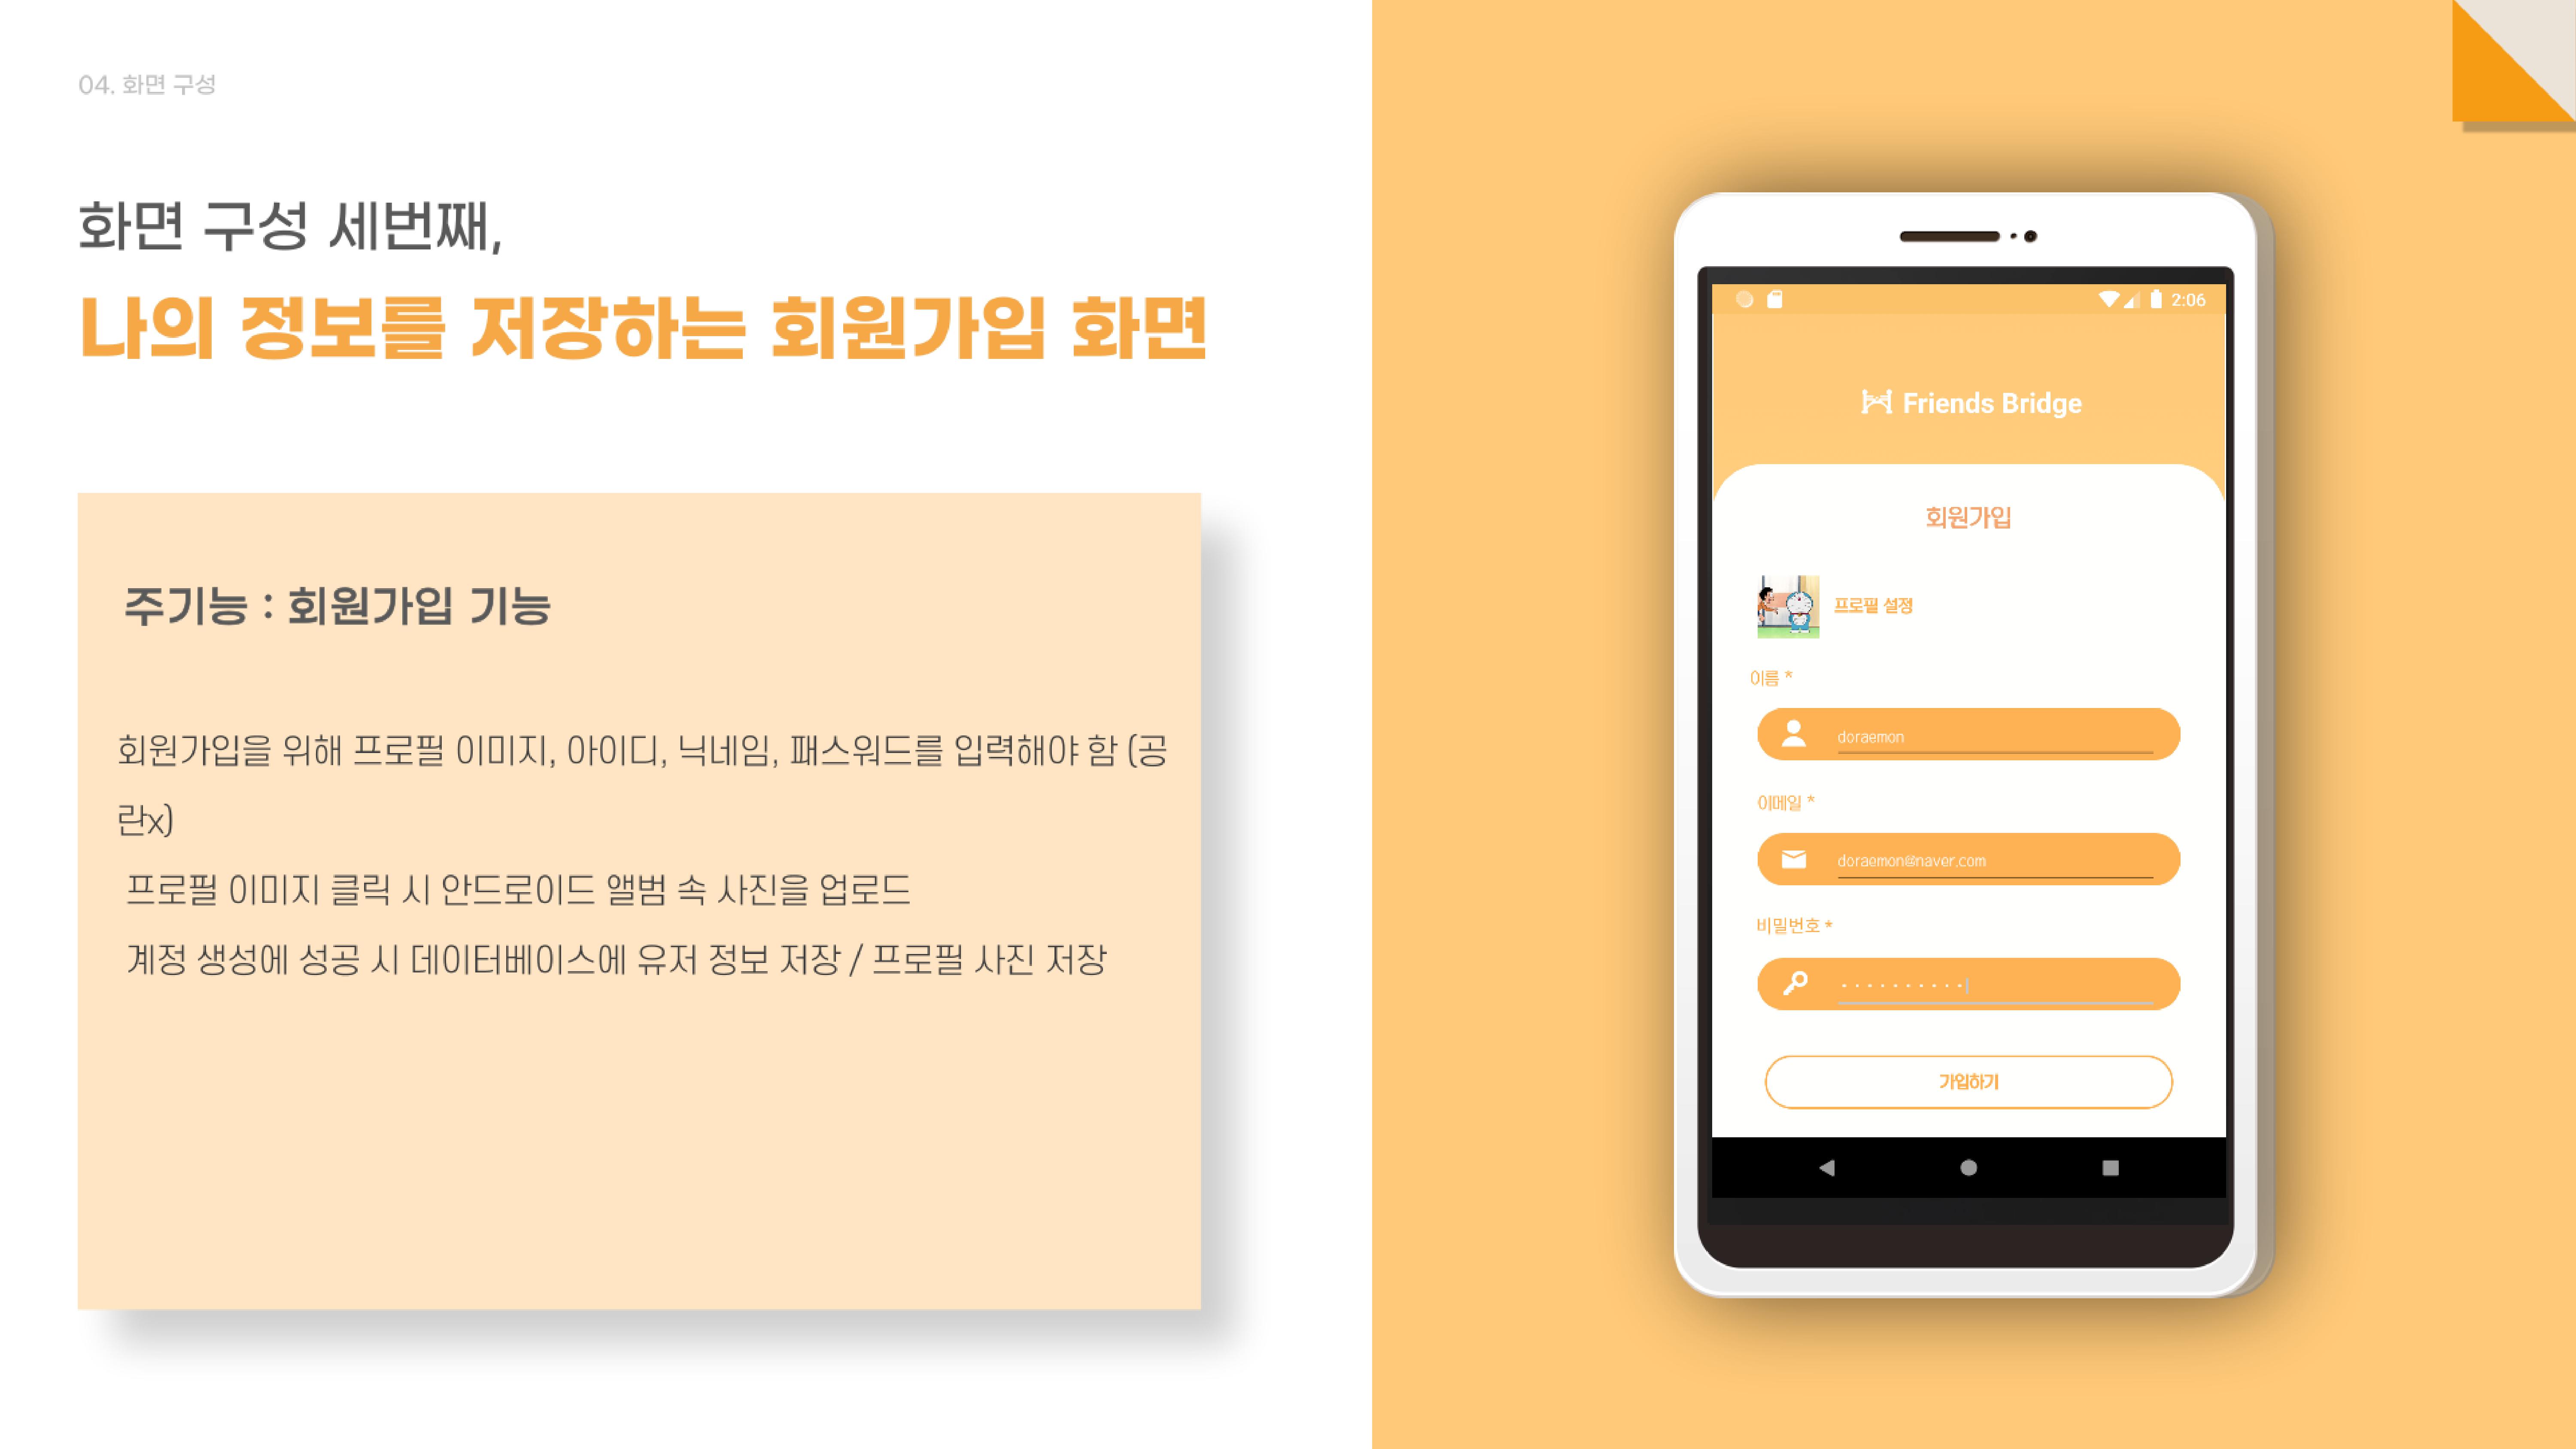 04. 화면 구성
화면 구성 세번째,
나의 정보를 저장하는 회원가입 화면
주기능 : 회원가입 기능
회원가입을 위해 프로필 이미지, 아이디, 닉네임, 패스워드를 입력해야 함 (공
란x)
프로필 이미지 클릭 시 안드로이드 앨범 속 사진을 업로드
계정 생성에 성공 시 데이터베이스에 유저 정보 저장 / 프로필 사진 저장
2:06
Friends Bridge
회원가입
프로필 설정
이름 *
doraemon
이메일 *
doraemon@naver.com
비밀번호 *
가입하기